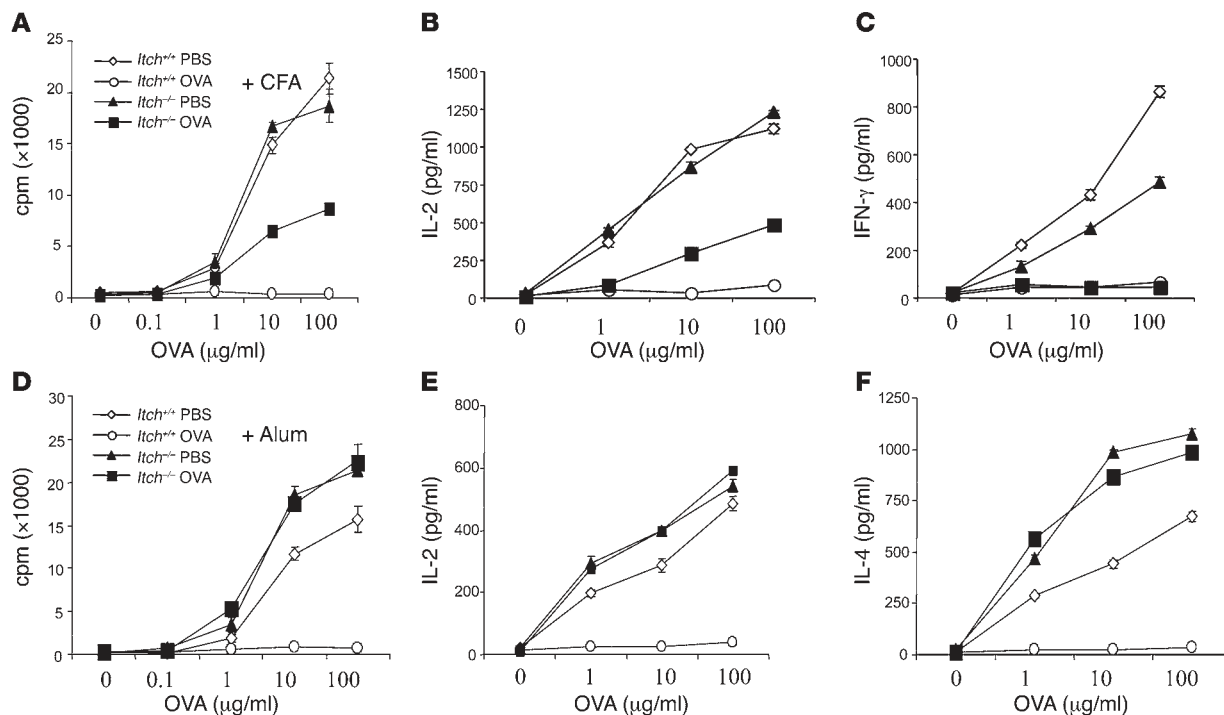 A
25
20
15
10
5
0
cpm (×1000)
Itch+/+ PBS
Itch+/+ OVA
Itch−/− PBS
Itch−/− OVA
+ CFA
0 0.1 1 10 100
OVA (μg/ml)
B
1500
1250
1000
750
500
250
0
IL-2 (pg/ml)
0 1 10 100
OVA (μg/ml)
C
1000
800
600
400
200
0
IFN-γ (pg/ml)
0 1 10 100
OVA (μg/ml)
D
30
25
20
15
10
5
0
cpm (×1000)
Itch+/+ PBS
Itch+/+ OVA
Itch−/− PBS
Itch−/− OVA
+ Alum
0 0.1 1 10 100
OVA (μg/ml)
E
800
600
400
200
0
IL-2 (pg/ml)
0 1 10 100
OVA (μg/ml)
F
1250
1000
750
500
250
0
IL-4 (pg/ml)
0 1 10 100
OVA (μg/ml)